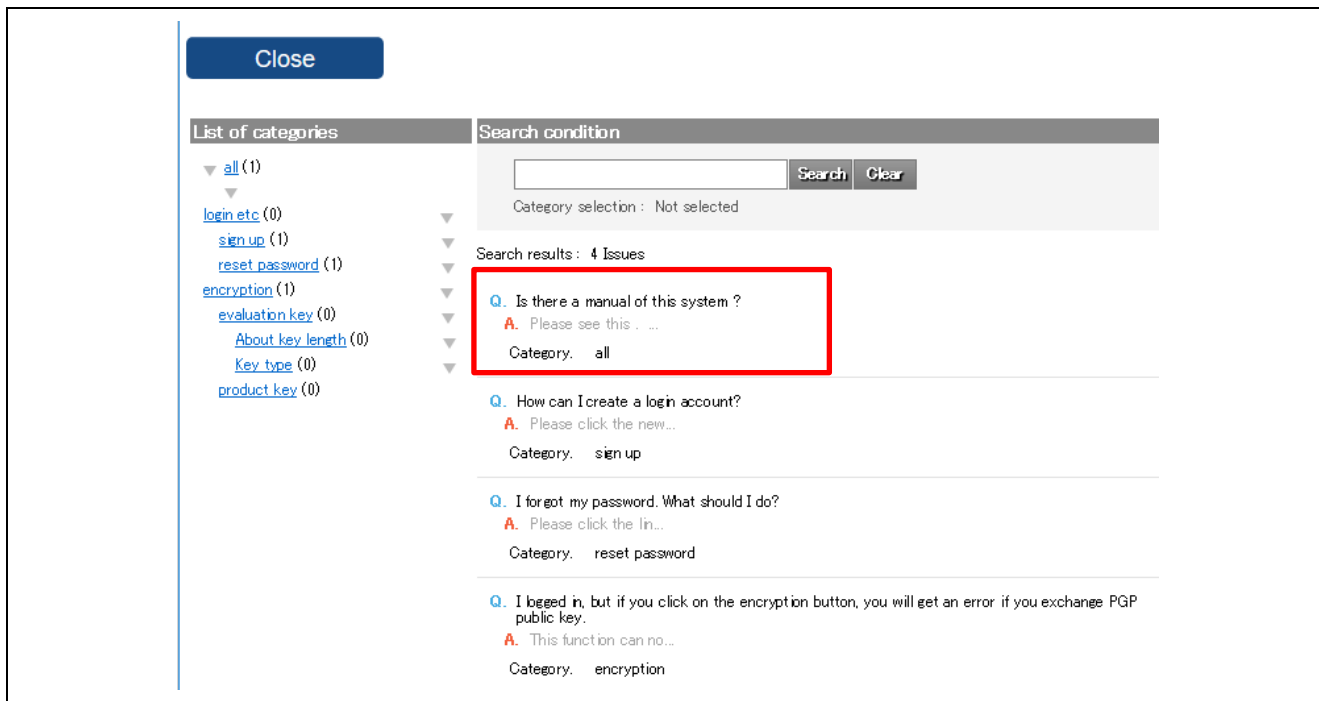 Close
List of categories
all (1)
login etc (0)
sign up (1)
reset password (1)
encryption (1)
evaluation key (0)
About key length (0)
Key type (0)
product key (0)
Search condition
Search Clear
Category selection : Not selected
Search results : 4 Issues
Q. Is there a manual of this system ?
A. Please see this . ...
Category. all
Q. How can I create a login account?
A. Please click the new...
Category. sign up
Q. I forgot my password. What should I do?
A. Please click the lin...
Category. reset password
Q. I logged in, but if you click on the encryption button, you will get an error if you exchange PGP
public key.
A. This function can no...
Category. encryption